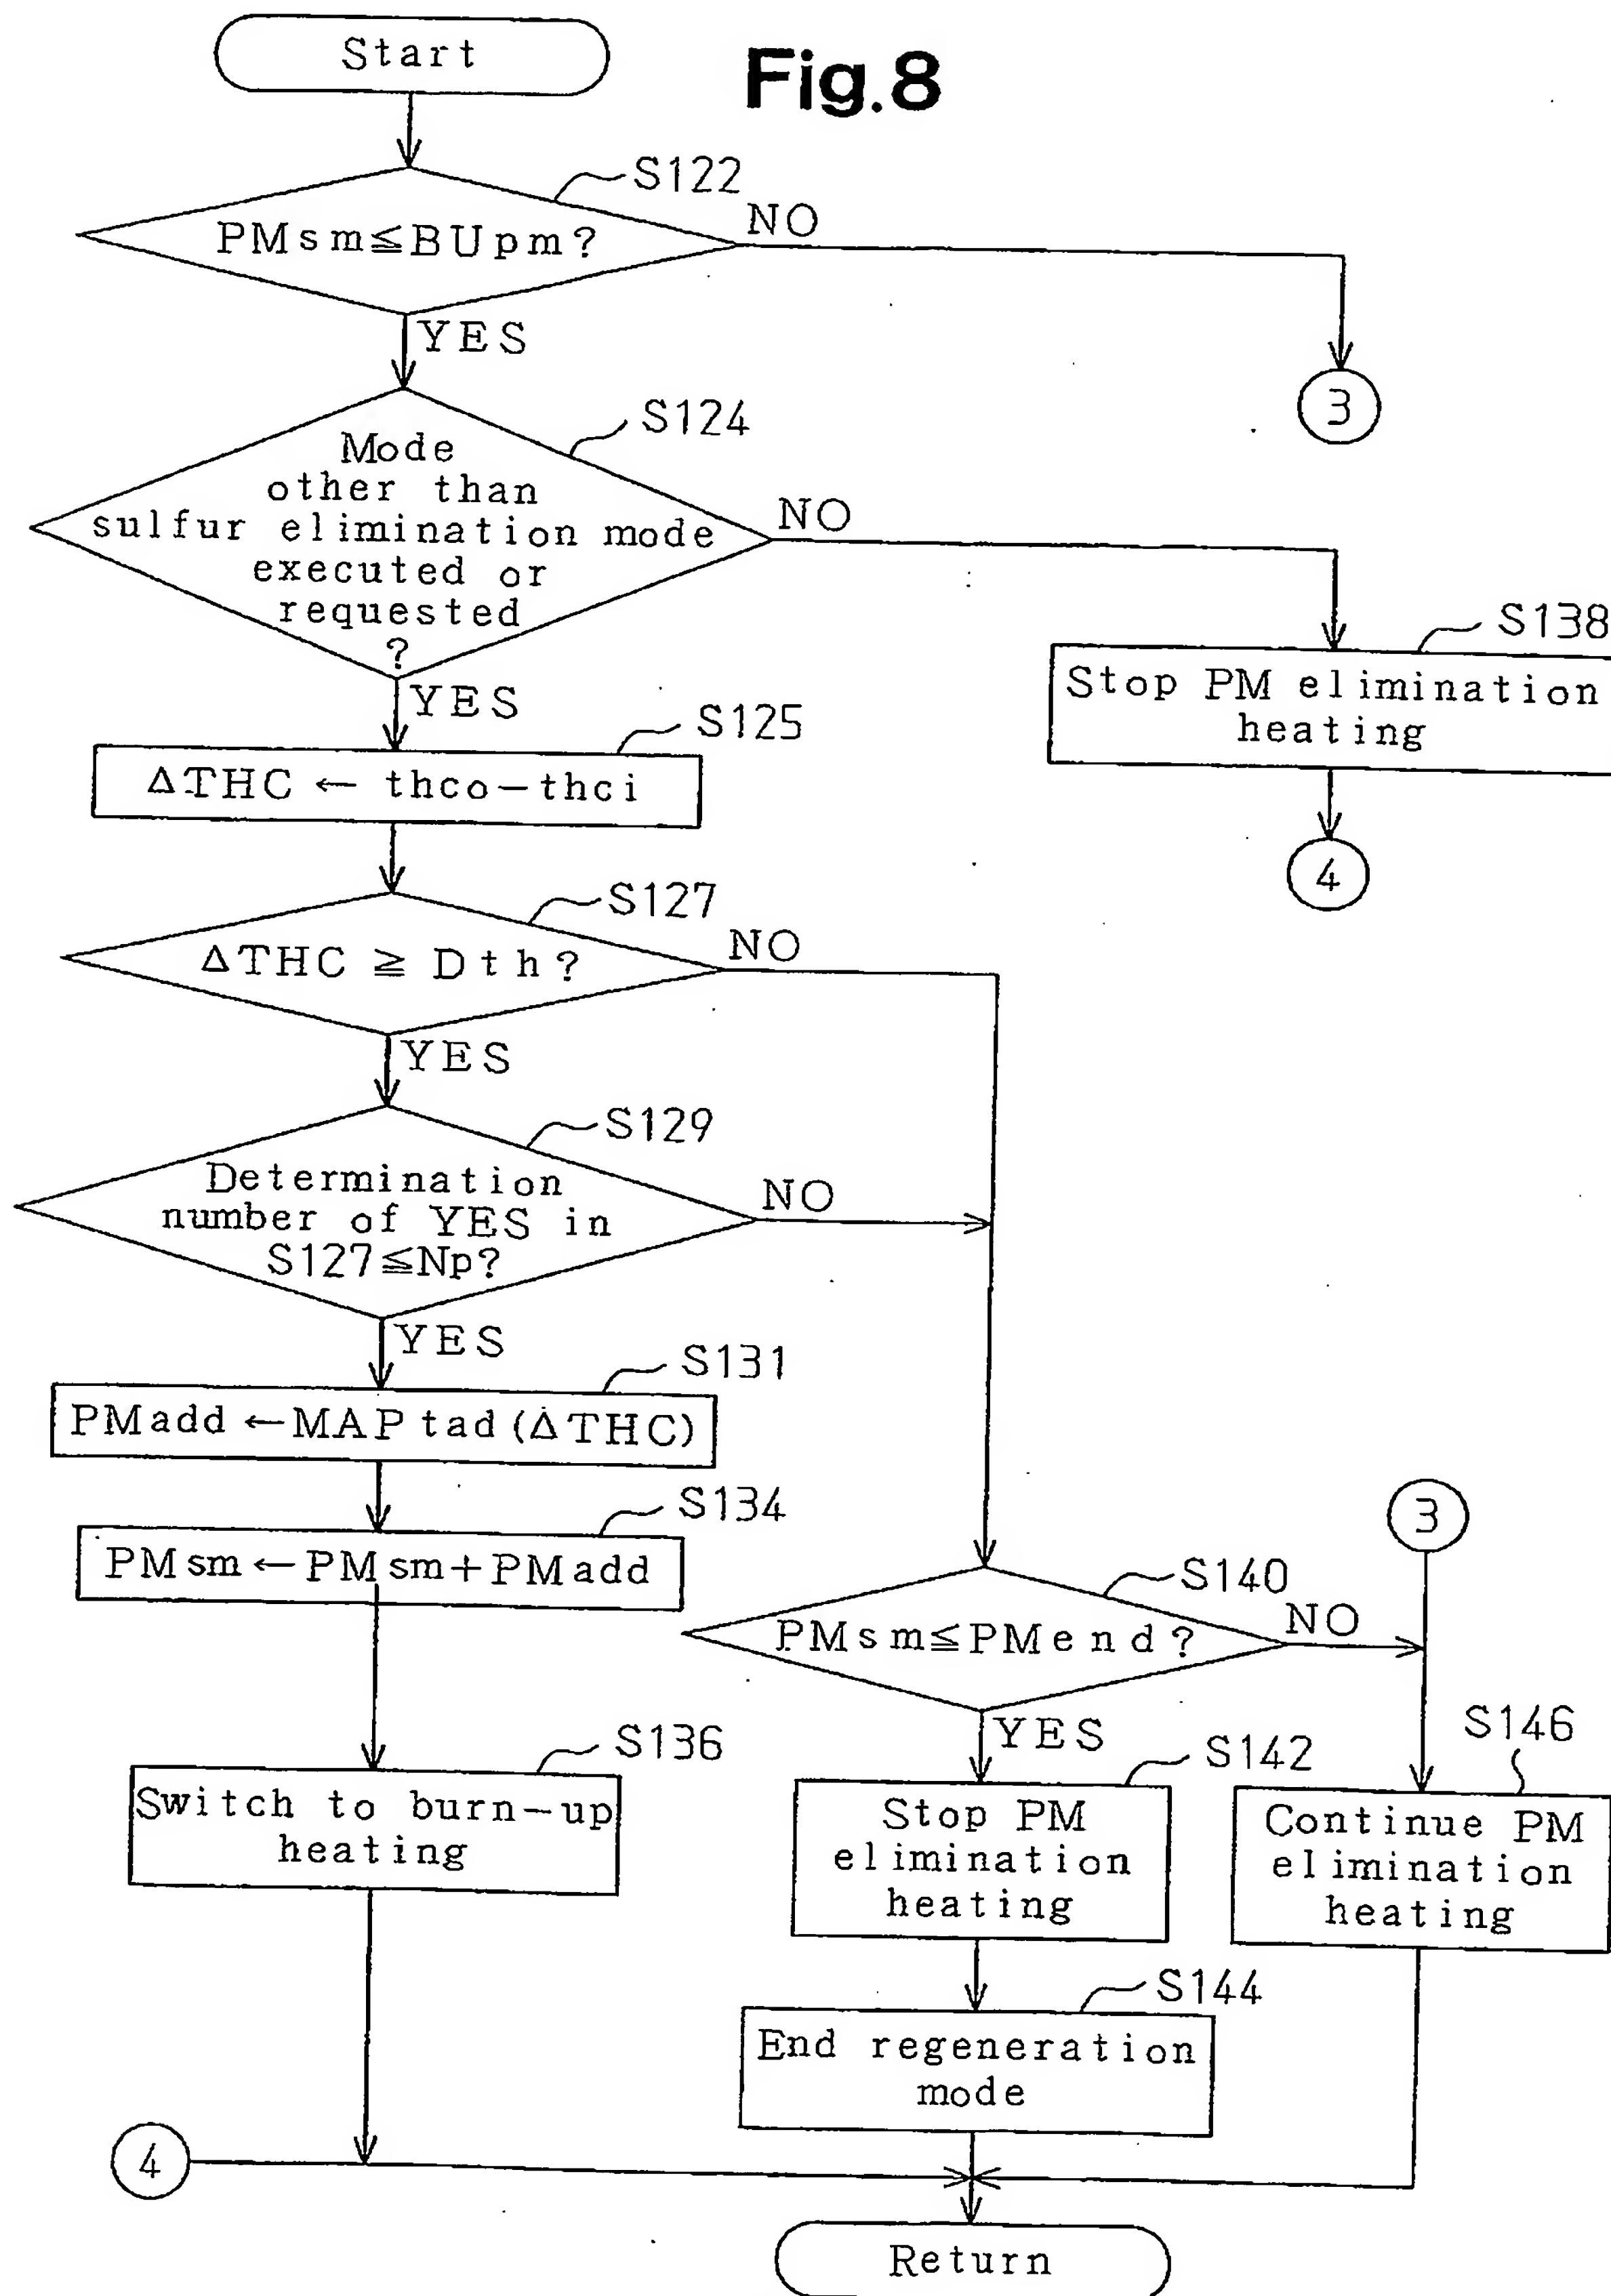 Start
Fig.8
S122
PMsm≦BUpm?
NO
YES
3
S124
Mode
other than
sulfur elimination mode
executed or
requested
?
NO
YES
S138
Stop PM elimination
heating
4
S125
ΔTHC ← thco-thci
S127
ΔTHC ≧ Dth?
NO
YES
S129
Determination
number of YES in
S127≦Np?
NO
YES
S131
PMadd ←MAPtad(ΔTHC)
S134
PMsm←PMsm+PMadd
3
S140
PMsm≦PMend?
NO
YES
S136
Switch to burn-up
heating
S142
Stop PM
elimination
heating
S146
Continue PM
elimination
heating
S144
End regeneration
mode
4
Return